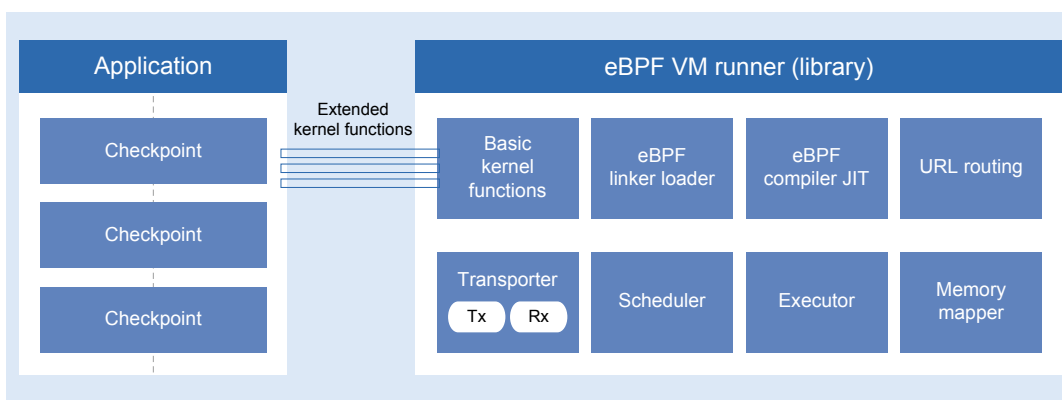 Application
eBPF VM runner (library)
Extended
kernel functions
Checkpoint
Checkpoint
Checkpoint
Basic
kernel
functions
eBPF
linker loader
eBPF
compiler JIT
URL routing
Transporter
Tx
Rx
Scheduler
Executor
Memory
mapper